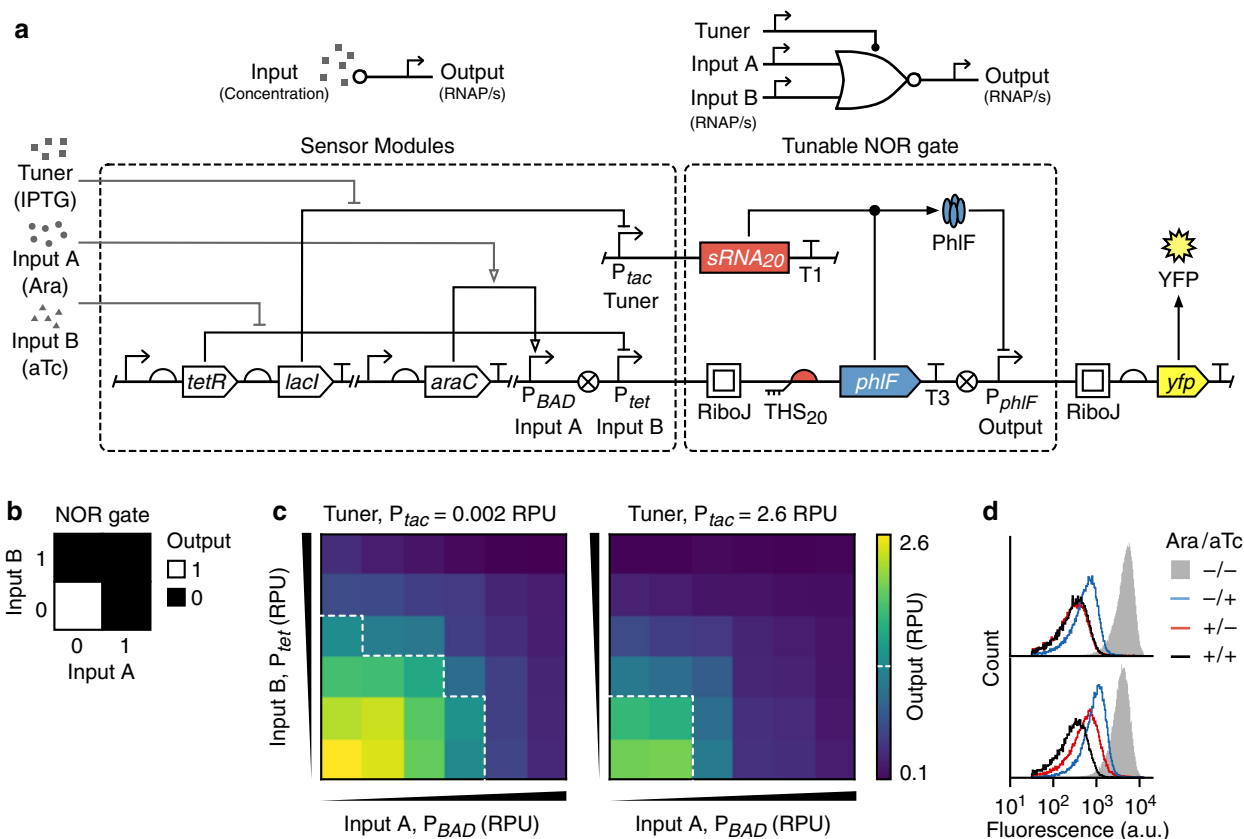 a
Input
(Concentration)
Output
(RNAP/s)
Tuner
Input A
Input B
(RNAP/s)
Output
(RNAP/s)
Sensor Modules
Tunable NOR gate
Tuner
(IPTG)
Input A
(Ara)
Input B
(aTc)
Ptac
Tuner
sRNA20
T1
PhlF
YFP
tetR
lacI
araC
PBAD
Input A
Ptet
Input B
RiboJ
THS20
phlF
T3
PphlF
Output
RiboJ
yfp
b
NOR gate
Input B
1
0
0
1
Input A
Output
1
0
c
Tuner, Ptac = 0.002 RPU
Tuner, Ptac = 2.6 RPU
Input B, Ptet (RPU)
Input A, PBAD (RPU)
Input A, PBAD (RPU)
2.6
0.1
Output (RPU)
d
Count
10¹ 10² 10³ 10⁴
Fluorescence (a.u.)
Ara/aTc
−/−
−/+
+/−
+/+